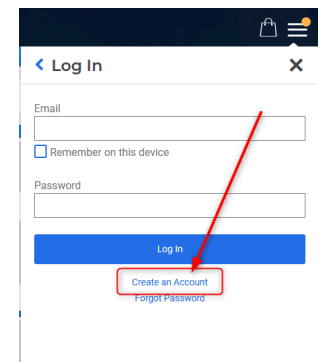 Log In
Email
Remember on this device
Password
Log In
Create an Account
Forgot Password